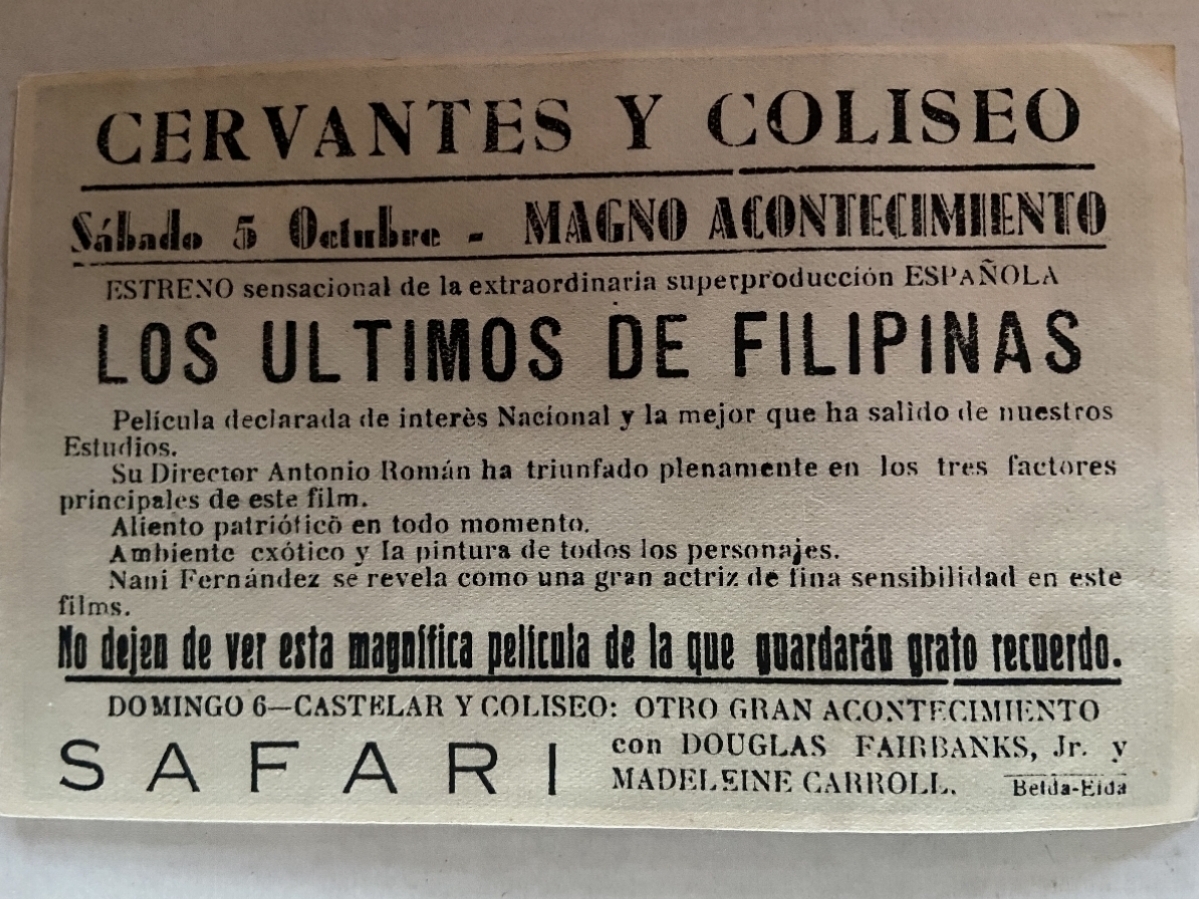 CERVANTES Y COLISEO
Sábado 5 Octubre - MAGNO ACONTECIMIENTO
ESTRENO sensacional de la extraordinaria superproducción ESPAÑOLA
LOS ULTIMOS DE FILIPINAS
Película declarada de interès Nacional y la mejor que ha salido de nuestros
Estudios.
Su Director Antonio Román ha triunfado plenamente en los tres factores
principales de este film.
Aliento patrióticò en todo momento.
Ambiente exótico y la pintura de todos los personajes.
Nani Fernández se revela como una gran actriz de fina sensibilidad en este
films.
No dejen de ver esta magnífica película de la que guardarán grato recuerdo.
DOMINGO 6—CASTELAR Y COLISEO: OTRO GRAN ACONTECIMIENTO
SAFARI
con DOUGLAS FAIRBANKS, Jr. y
MADELEINE CARROLL.
Belda-Elda